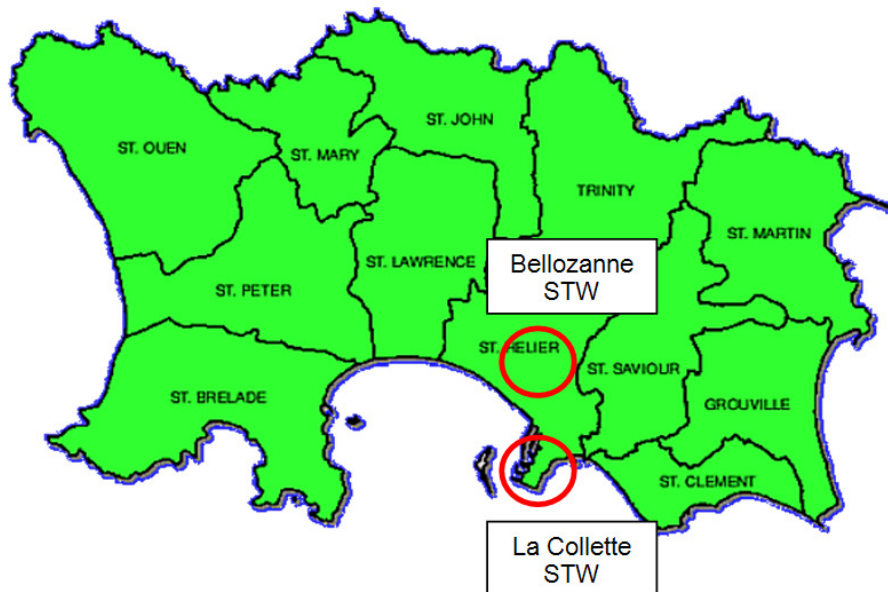 ST. OUEN
ST. MARY
ST. JOHN
TRINITY
ST. MARTIN
ST. PETER
ST. LAWRENCE
Bellozanne
STW
ST. HELIER
ST. SAVIOUR
ST. BRELADE
GROUVILLE
ST. CLEMENT
La Collette
STW